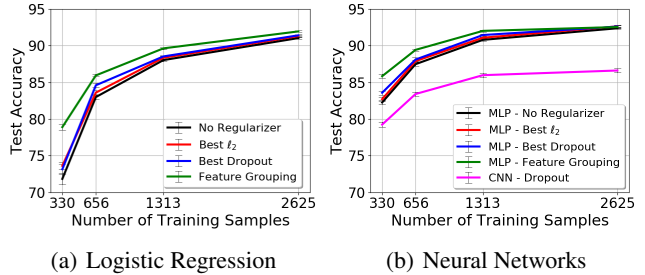 95
90
85
80
75
70
Test Accuracy
No Regularizer
Best ℓ2
Best Dropout
Feature Grouping
330 656 1313 2625
Number of Training Samples
(a) Logistic Regression
95
90
85
80
75
70
Test Accuracy
MLP - No Regularizer
MLP - Best ℓ2
MLP - Best Dropout
MLP - Feature Grouping
CNN - Dropout
330 656 1313 2625
Number of Training Samples
(b) Neural Networks